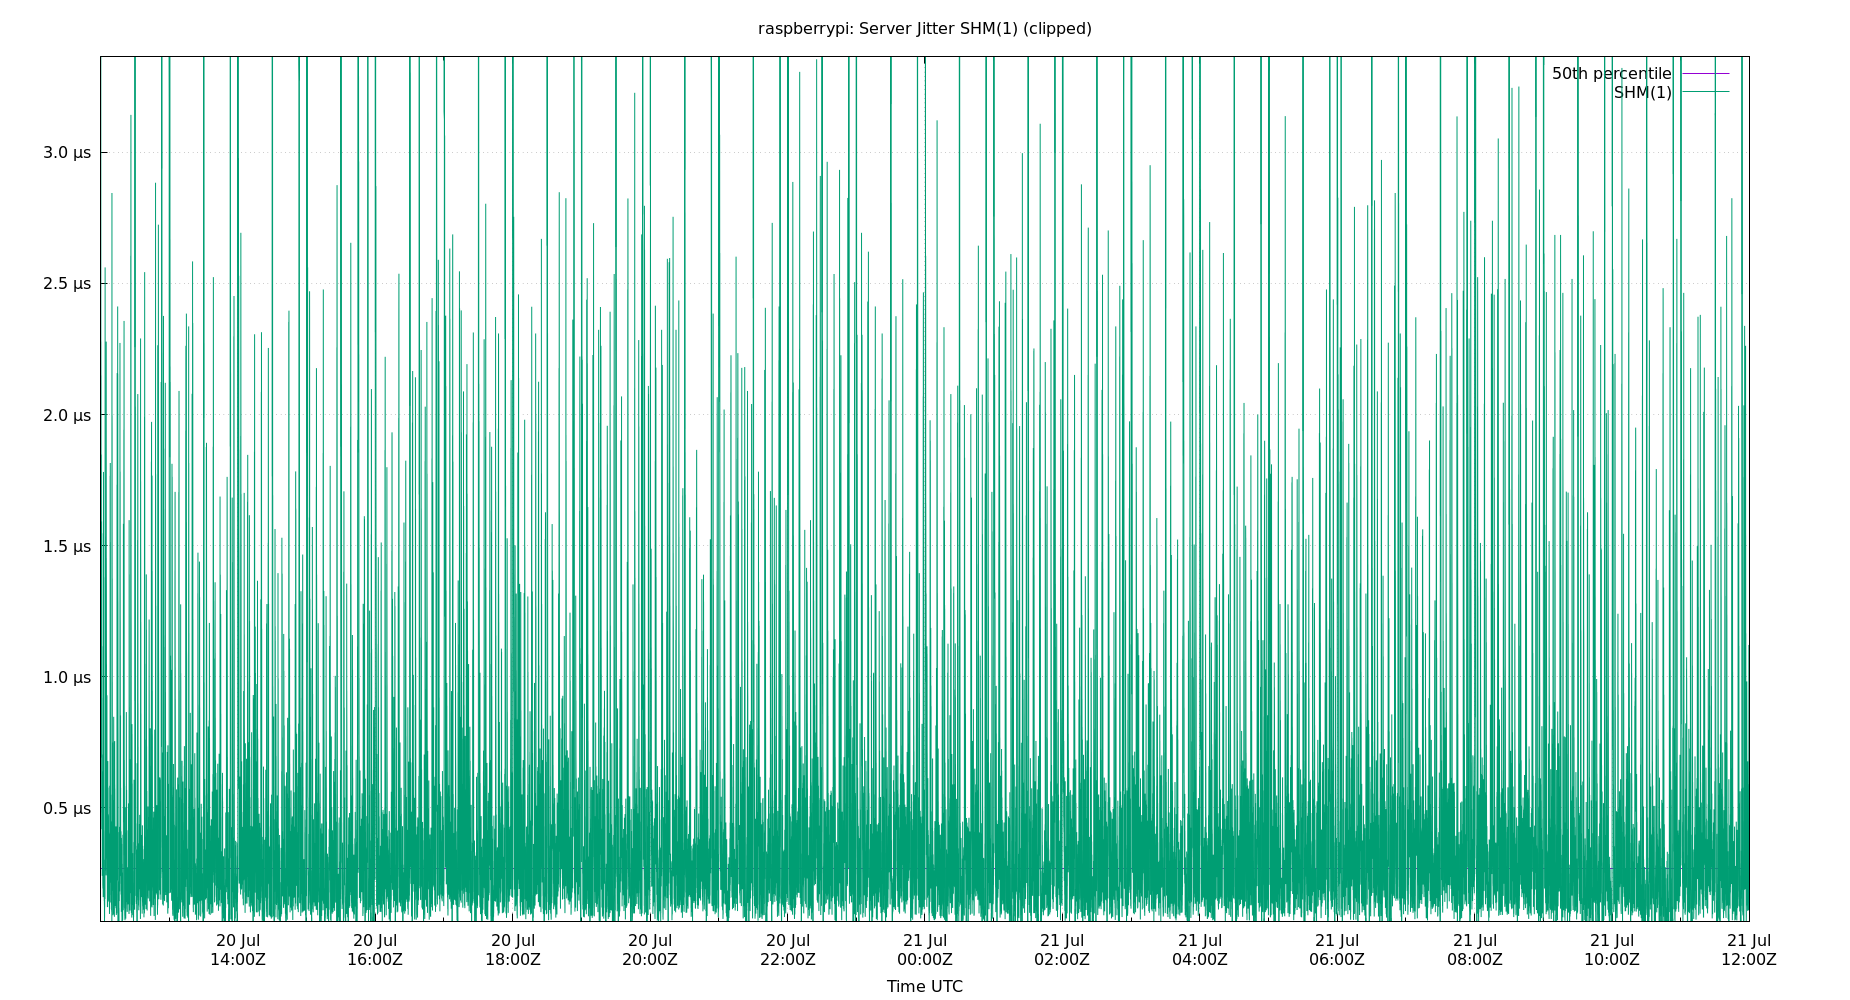 raspberrypi: Server Jitter SHM(1) (clipped)
50th percentile
SHM(1)
3.0 µs
2.5 µs
2.0 µs
1.5 µs
1.0 µs
0.5 µs
20 Jul 20 Jul 20 Jul 20 Jul 20 Jul 21 Jul 21 Jul 21 Jul 21 Jul 21 Jul 21 Jul 21 Jul
14:00Z 16:00Z 18:00Z 20:00Z 22:00Z 00:00Z 02:00Z 04:00Z 06:00Z 08:00Z 10:00Z 12:00Z
Time UTC